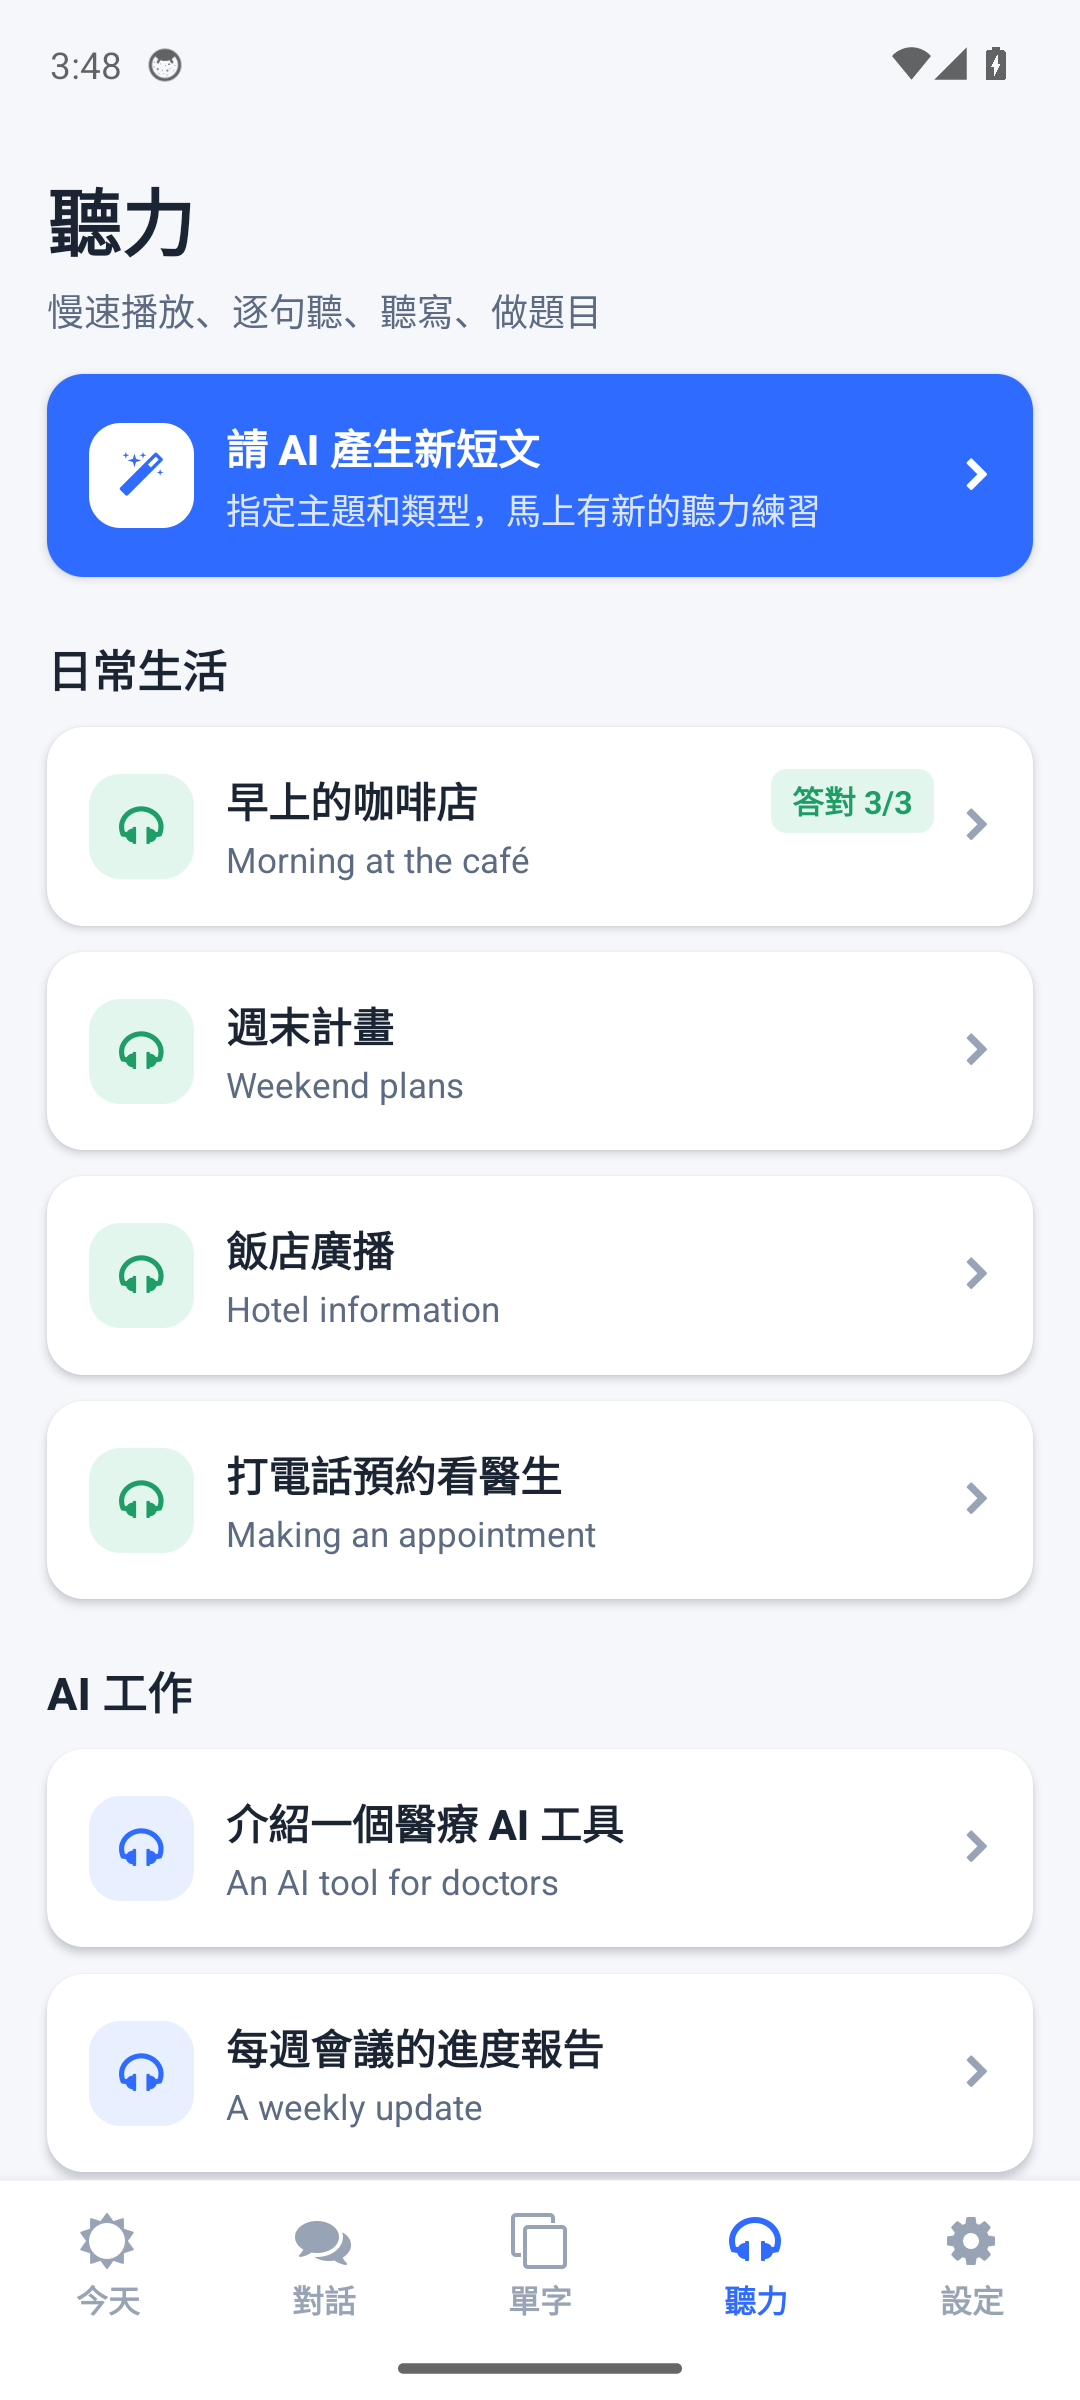 3:48
聽力
慢速播放、逐句聽、聽寫、做題目
請 AI 產生新短文
指定主題和類型，馬上有新的聽力練習
日常生活
早上的咖啡店
答對 3/3
Morning at the café
週末計畫
Weekend plans
飯店廣播
Hotel information
打電話預約看醫生
Making an appointment
AI 工作
介紹一個醫療 AI 工具
An AI tool for doctors
每週會議的進度報告
A weekly update
今天
對話
單字
聽力
設定